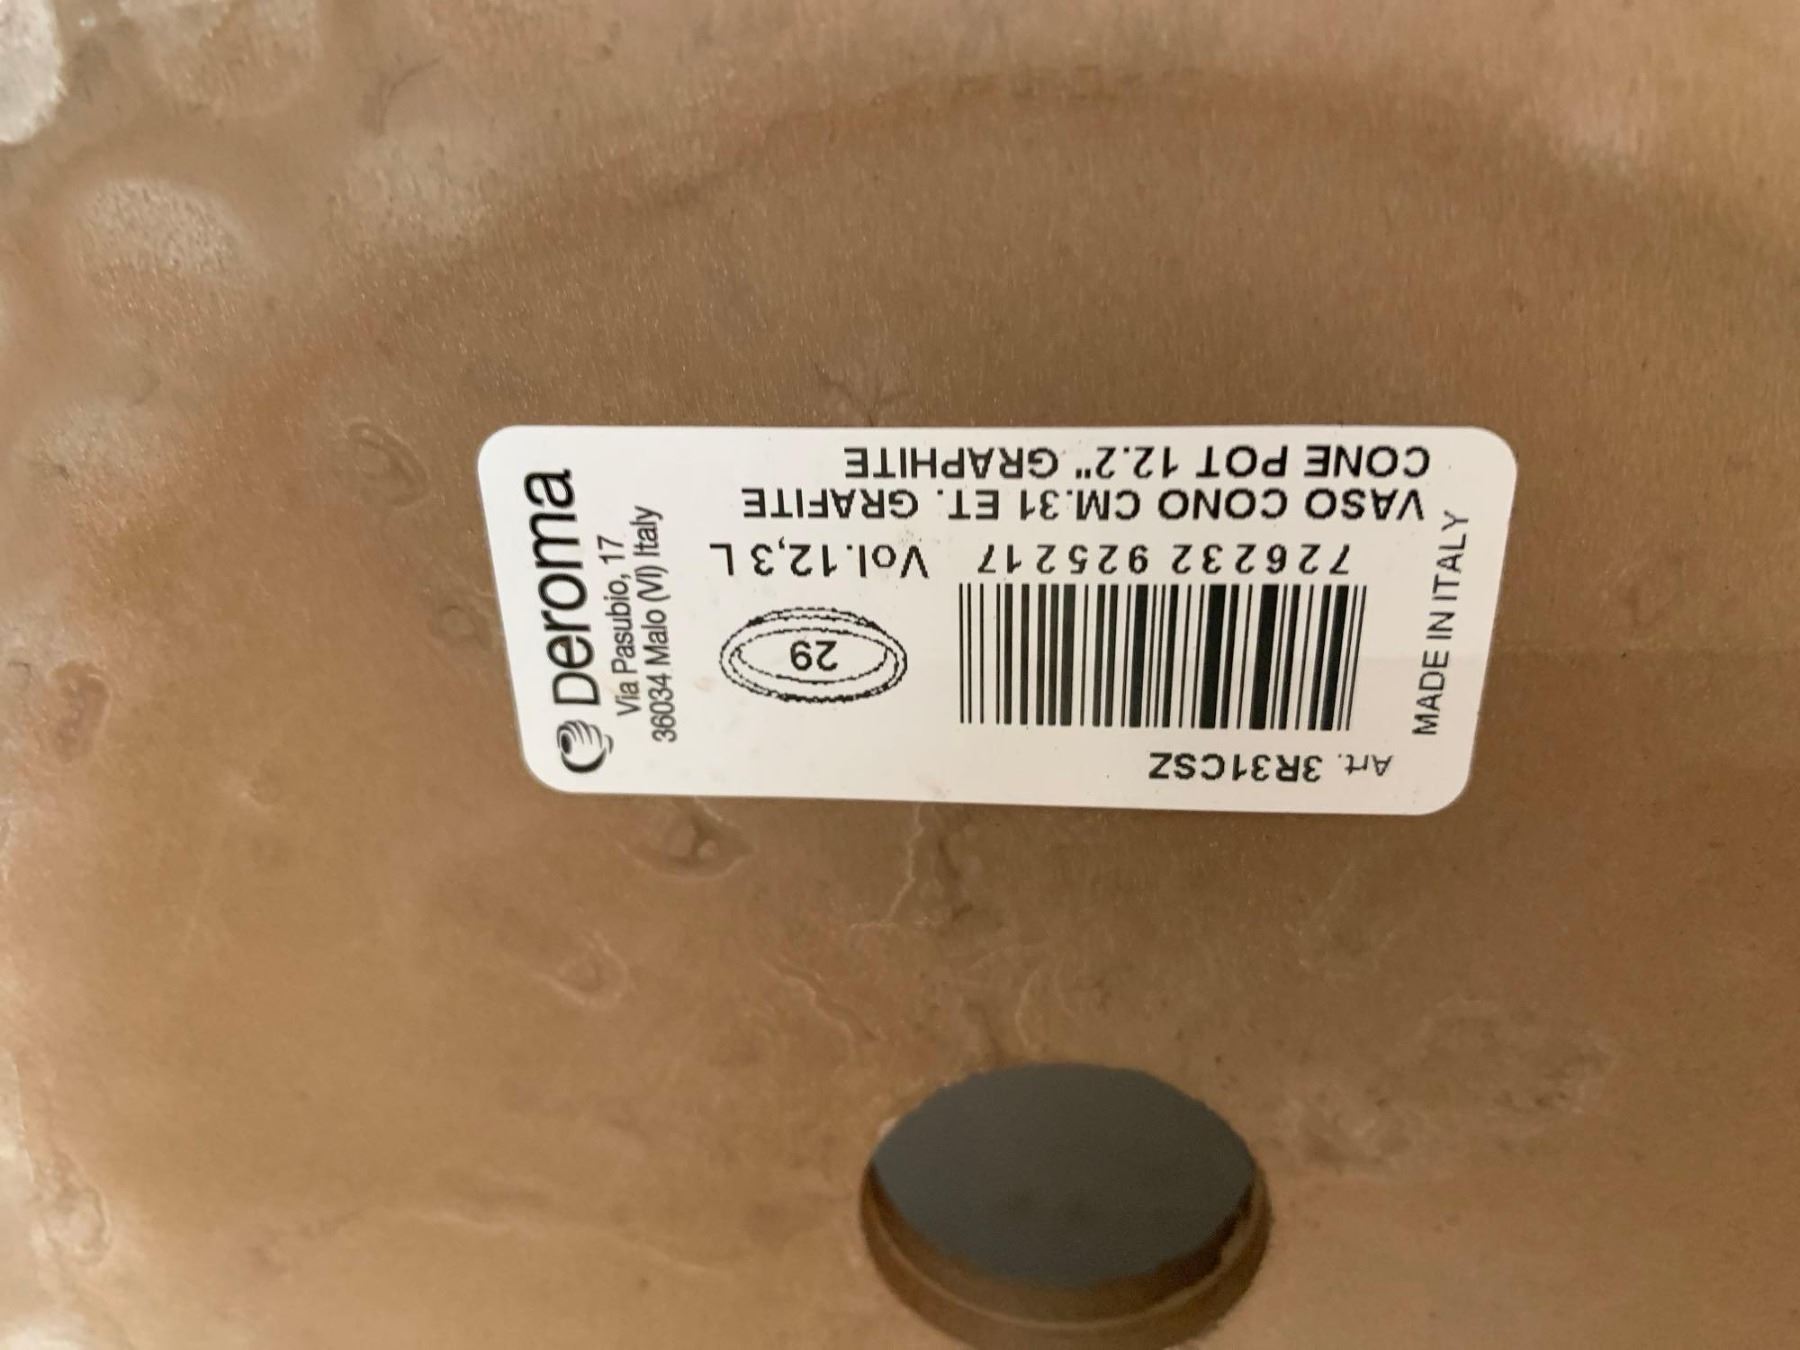 CONE POT 12.2" GRAPHITE
VASO CONO CM.31 ET. GRAFITE
726232 925217 Vol.12,3 L
29
Art. 3R31CSZ
MADE IN ITALY
Deroma
Via Pasubio, 17
36034 Malo (VI) Italy